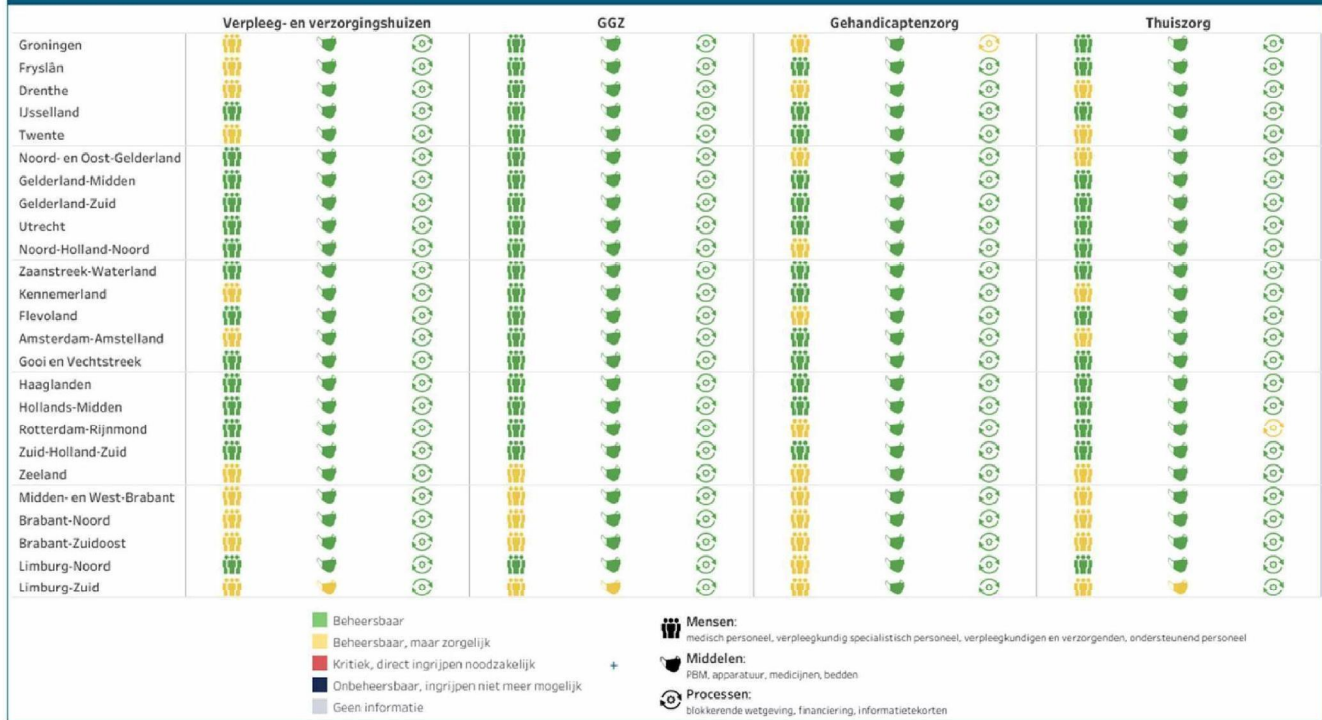 Verpleeg- en verzorgingshuizen GGZ Gehandicaptenzorg Thuiszorg
Groningen
Fryslân
Drenthe
IJsselland
Twente
Noord- en Oost-Gelderland
Gelderland-Midden
Gelderland-Zuid
Utrecht
Noord-Holland-Noord
Zaanstreek-Waterland
Kennemerland
Flevoland
Amsterdam-Amstelland
Gooi en Vechtstreek
Haaglanden
Hollands-Midden
Rotterdam-Rijnmond
Zuid-Holland-Zuid
Zeeland
Midden- en West-Brabant
Brabant-Noord
Brabant-Zuidoost
Limburg-Noord
Limburg-Zuid
Beheersbaar
Beheersbaar, maar zorgelijk
Kritiek, direct ingrijpen noodzakelijk +
Onbeheersbaar, ingrijpen niet meer mogelijk
Geen informatie
Mensen:
medisch personeel, verpleegkundig specialistisch personeel, verpleegkundigen en verzorgenden, ondersteunend personeel
Middelen:
PBM, apparatuur, medicijnen, bedden
Processen:
blokkerende wetgeving, financiering, informatietekorten